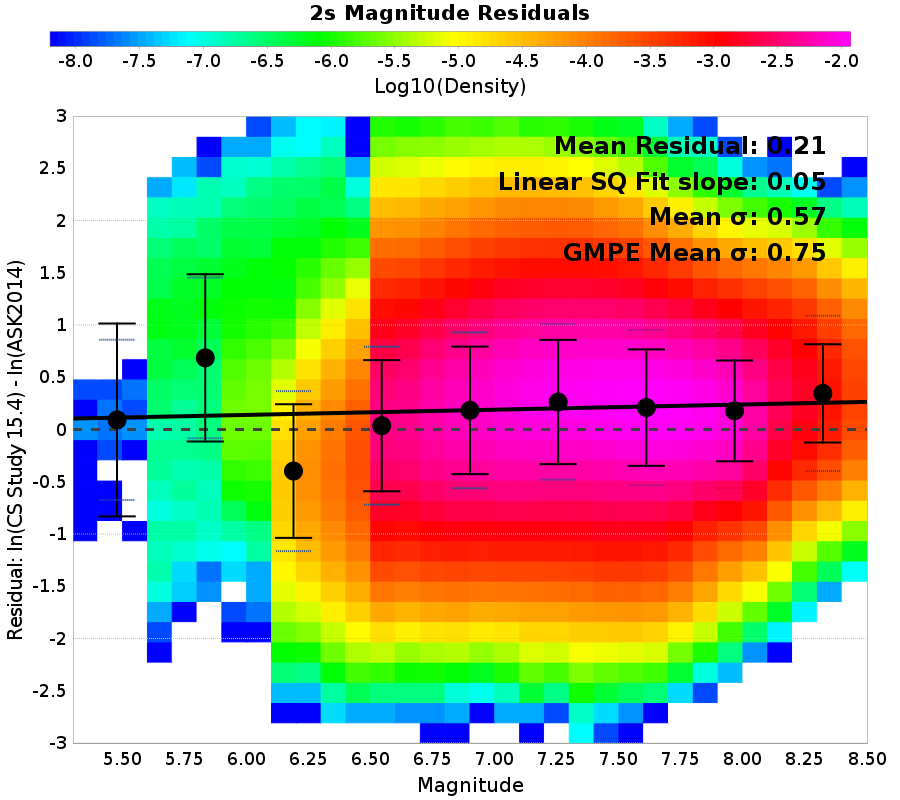 2s Magnitude Residuals
-8.0 -7.5 -7.0 -6.5 -6.0 -5.5 -5.0 -4.5 -4.0 -3.5 -3.0 -2.5 -2.0
Log10(Density)
Mean Residual: 0.21
Linear SQ Fit slope: 0.05
Mean σ: 0.57
GMPE Mean σ: 0.75
3
2.5
2
1.5
1
0.5
0
-0.5
-1
-1.5
-2
-2.5
-3
Residual: ln(CS Study 15.4) - ln(ASK2014)
5.50 5.75 6.00 6.25 6.50 6.75 7.00 7.25 7.50 7.75 8.00 8.25 8.50
Magnitude